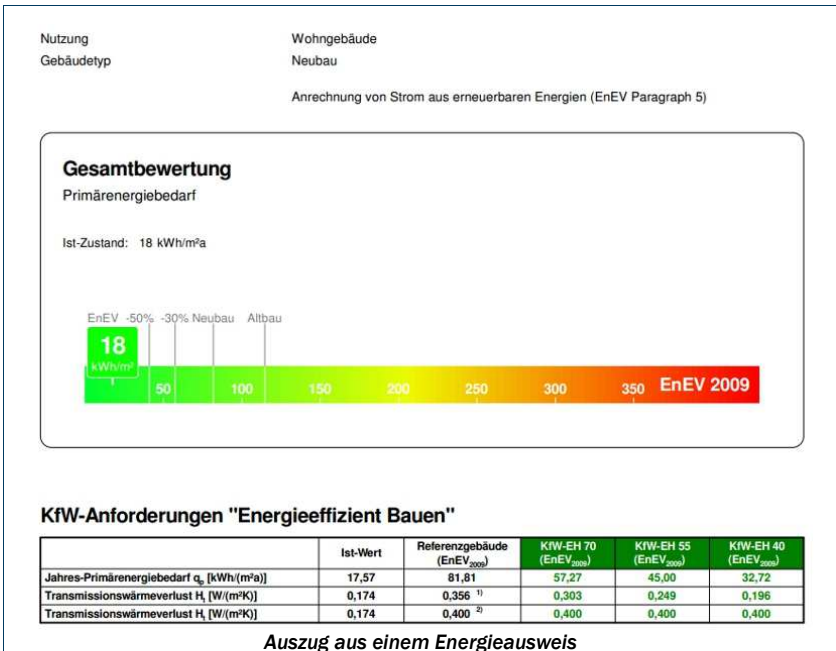 Nutzung Wohngebäude
Gebäudetyp Neubau
Anrechnung von Strom aus erneuerbaren Energien (EnEV Paragraph 5)
Gesamtbewertung
Primärenergiebedarf
Ist-Zustand: 18 kWh/m²a
EnEV -50% -30% Neubau Altbau
18
kWh/m²
50 100 150 200 250 300 350 EnEV 2009
KfW-Anforderungen "Energieeffizient Bauen"
Ist-Wert Referenzgebäude (EnEV2009) KfW-EH 70 (EnEV2009) KfW-EH 55 (EnEV2009) KfW-EH 40 (EnEV2009)
Jahres-Primärenergiebedarf qp [kWh/(m²a)] 17,57 81,81 57,27 45,00 32,72
Transmissionswärmeverlust Ht [W/(m²K)] 0,174 0,356 1) 0,303 0,249 0,196
Transmissionswärmeverlust Ht [W/(m²K)] 0,174 0,400 2) 0,400 0,400 0,400
Auszug aus einem Energieausweis